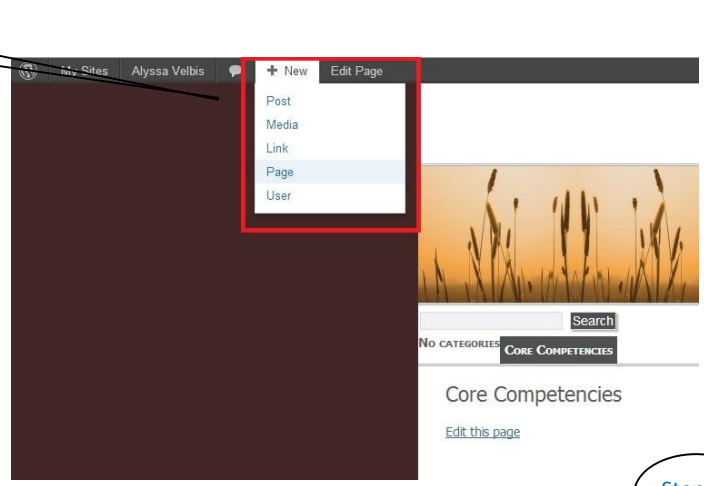 My Sites Alyssa Velbis + New Edit Page
Post
Media
Link
Page
User
Search
NO CATEGORIES CORE COMPETENCIES
Core Competencies
Edit this page